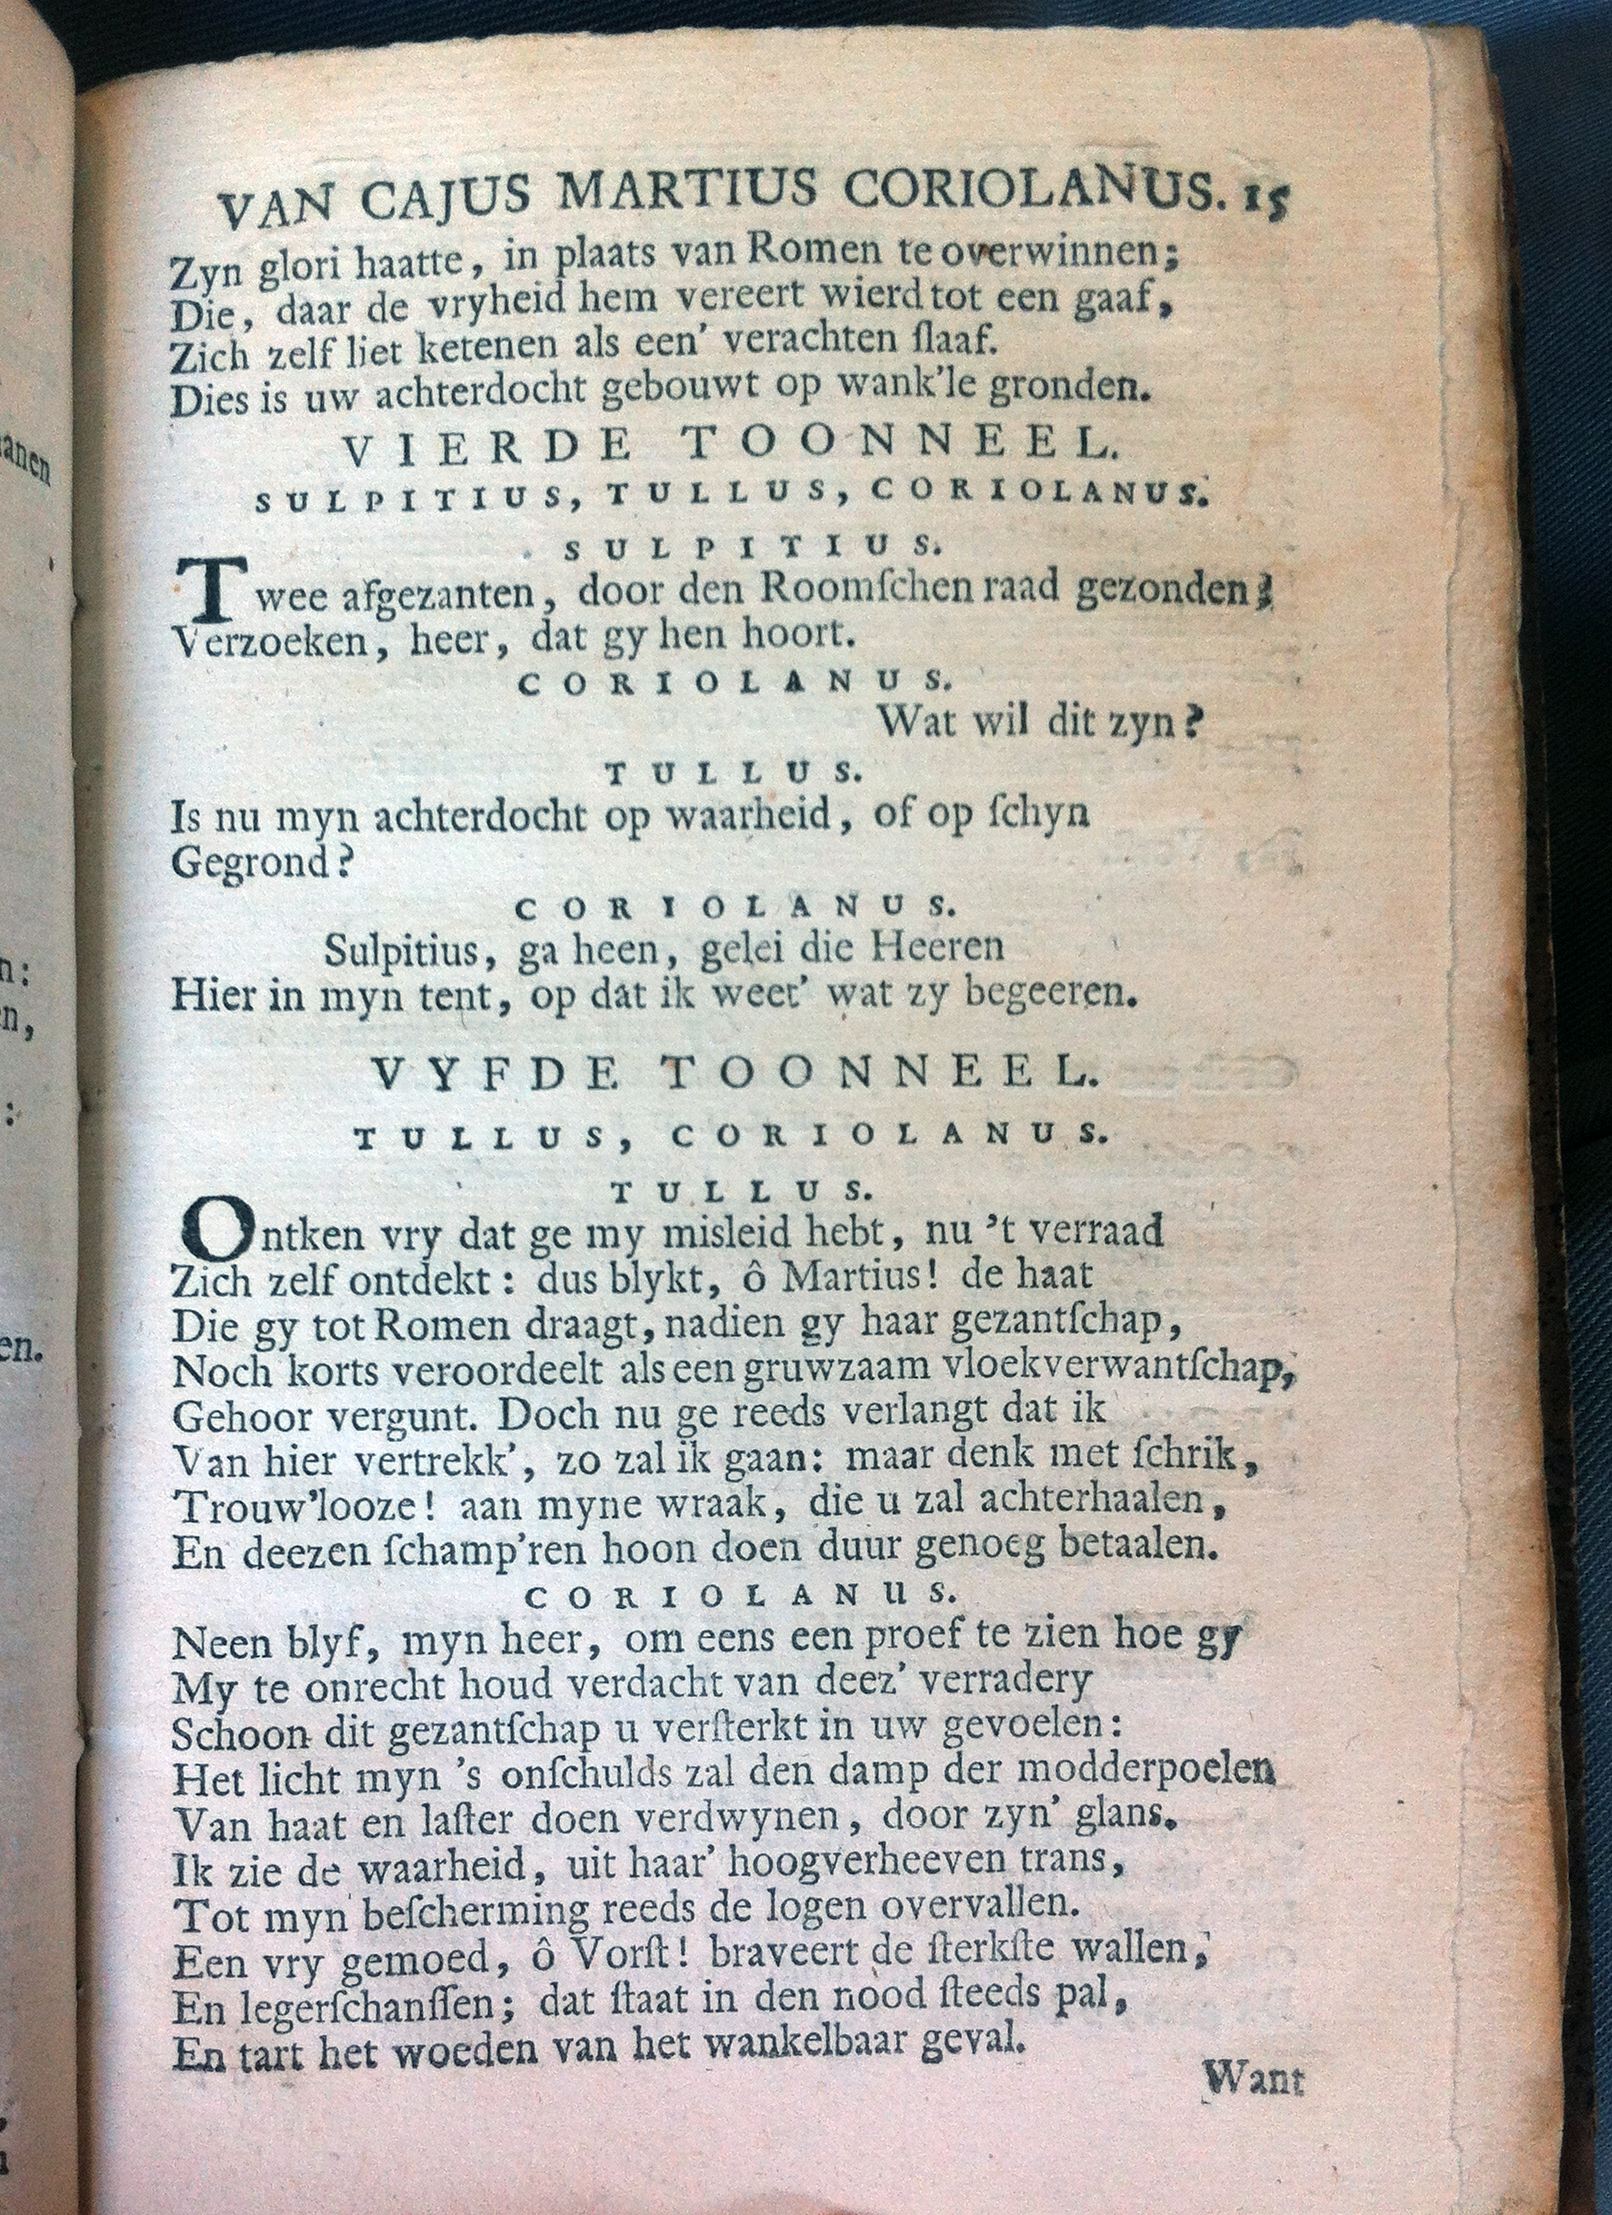 VAN CAJUS MARTIUS CORIOLANUS. 15
Zyn glori haatte, in plaats van Romen te overwinnen;
Die, daar de vryheid hem vereert wierd tot een gaaf,
Zich zelf liet ketenen als een' verachten ſlaaf.
Dies is uw achterdocht gebouwt op wank'le gronden.
VIERDE TOONNEEL.
SULPITIUS, TULLUS, CORIOLANUS.
SULPITIUS.
Twee afgezanten, door den Roomſchen raad gezonden;
Verzoeken, heer, dat gy hen hoort.
CORIOLANUS.
Wat wil dit zyn?
TULLUS.
Is nu myn achterdocht op waarheid, of op ſchyn
Gegrond?
CORIOLANUS.
Sulpitius, ga heen, gelei die Heeren
Hier in myn tent, op dat ik weet' wat zy begeeren.
VYFDE TOONNEEL.
TULLUS, CORIOLANUS.
TULLUS.
Ontken vry dat ge my misleid hebt, nu 't verraad
Zich zelf ontdekt: dus blykt, ô Martius! de haat
Die gy tot Romen draagt, nadien gy haar gezantſchap,
Noch korts veroordeelt als een gruwzaam vloekverwantſchap,
Gehoor vergunt. Doch nu ge reeds verlangt dat ik
Van hier vertrekk', zo zal ik gaan: maar denk met ſchrik,
Trouw'looze! aan myne wraak, die u zal achterhaalen,
En deezen ſchamp'ren hoon doen duur genoeg betaalen.
CORIOLANUS.
Neen blyf, myn heer, om eens een proef te zien hoe gy
My te onrecht houd verdacht van deez' verradery
Schoon dit gezantſchap u verſterkt in uw gevoelen:
Het licht myn 's onſchulds zal den damp der modderpoelen
Van haat en laſter doen verdwynen, door zyn' glans.
Ik zie de waarheid, uit haar' hoogverheeven trans,
Tot myn beſcherming reeds de logen overvallen.
Een vry gemoed, ô Vorſt! braveert de ſterkſte wallen,
En legerſchanſſen; dat ſtaat in den nood ſteeds pal,
En tart het woeden van het wankelbaar geval.
Want
anen
n:
n,
:
en.